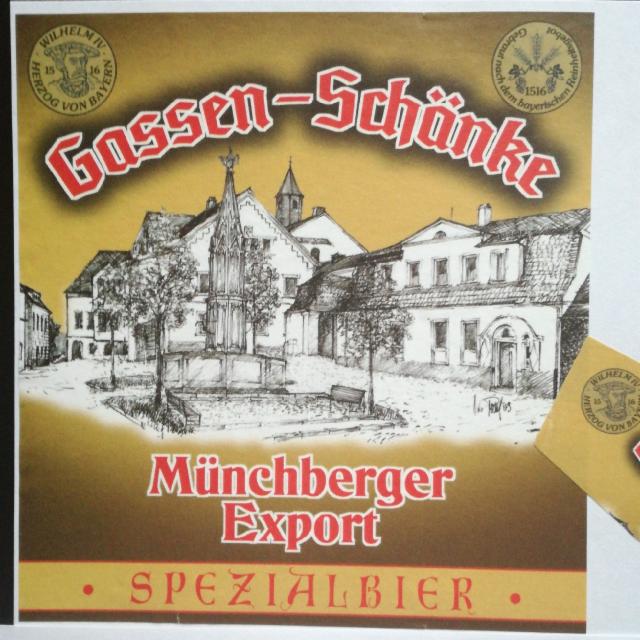 WILHELM IV
15 16
HERZOG VON BAYERN
Gebraut nach dem bayerischen Reinheitsgebot
1516
Gassen-Schänke
Münchberger
Export
• SPEZIALBIER •
WILHELM IV
15 16
HERZOG VON BAYERN